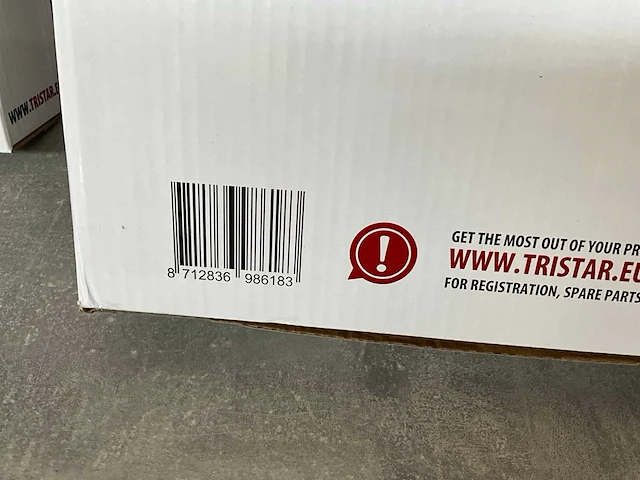 WWW.TRISTAR.E
8 712836 986183
!
GET THE MOST OUT OF YOUR PR
WWW.TRISTAR.EU
FOR REGISTRATION, SPARE PARTS